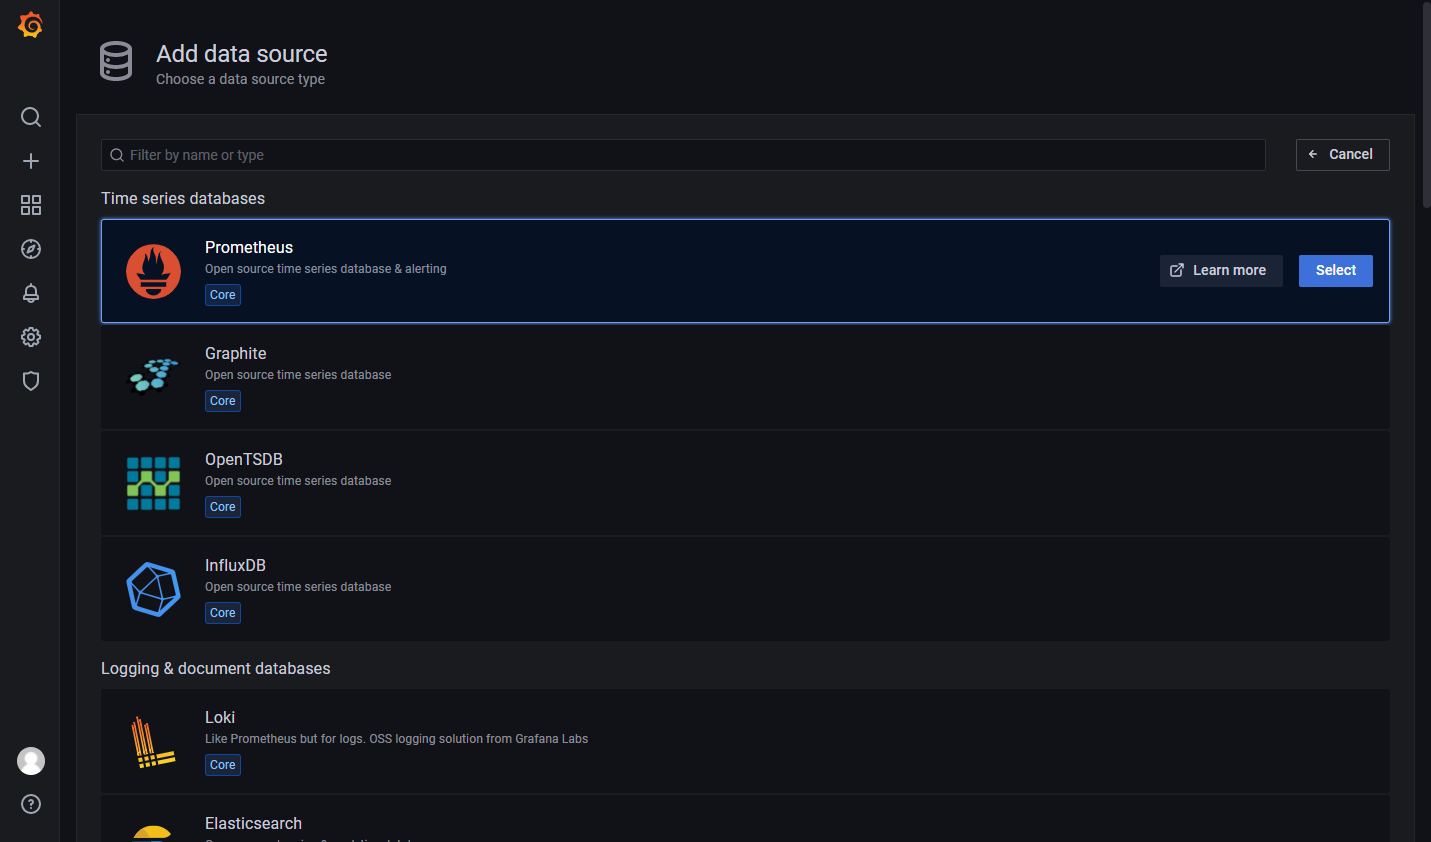 Add data source
Choose a data source type
Filter by name or type
Cancel
Time series databases
Prometheus
Open source time series database & alerting
Core
Learn more
Select
Graphite
Open source time series database
Core
OpenTSDB
Open source time series database
Core
InfluxDB
Open source time series database
Core
Logging & document databases
Loki
Like Prometheus but for logs. OSS logging solution from Grafana Labs
Core
Elasticsearch